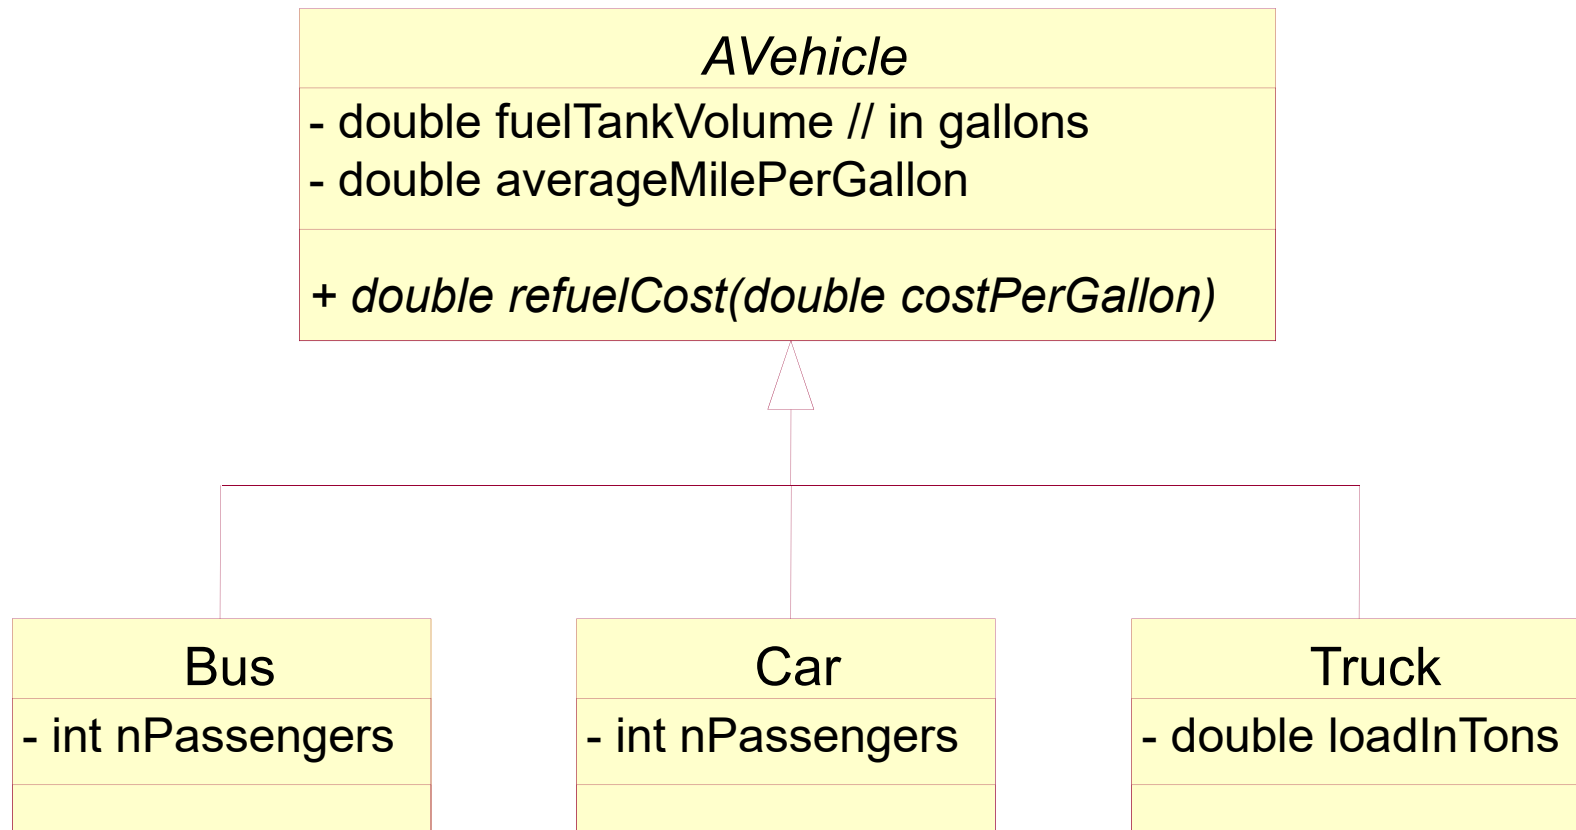 AVehicle
- double fuelTankVolume // in gallons
- double averageMilePerGallon
+ double refuelCost(double costPerGallon)
Bus
- int nPassengers
Car
- int nPassengers
Truck
- double loadInTons